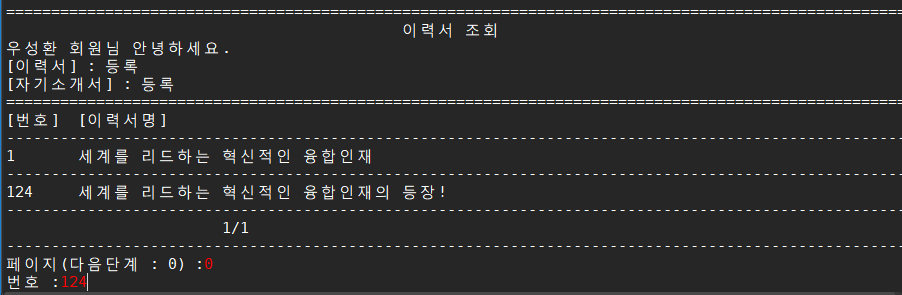 ====================================================================================================
이력서 조회
우성환 회원님 안녕하세요.
[이력서] : 등록
[자기소개서] : 등록
====================================================================================================
[번호] [이력서명]
----------------------------------------------------------------------------------------------------
1 세계를 리드하는 혁신적인 융합인재
----------------------------------------------------------------------------------------------------
124 세계를 리드하는 혁신적인 융합인재의 등장!
----------------------------------------------------------------------------------------------------
1/1
----------------------------------------------------------------------------------------------------
페이지(다음단계 : 0) :0
번호 :124